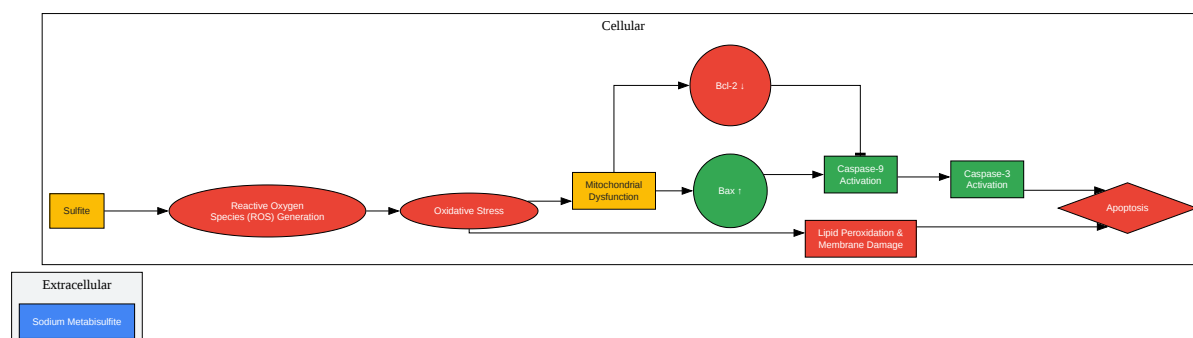 Cellular
Bcl-2 ↓
Mitochondrial
Dysfunction
Bax ↑
Caspase-9
Activation
Caspase-3
Activation
Sulfite
Reactive Oxygen
Species (ROS) Generation
Oxidative Stress
Lipid Peroxidation &
Membrane Damage
Apoptosis
Extracellular
Sodium Metabisulfite